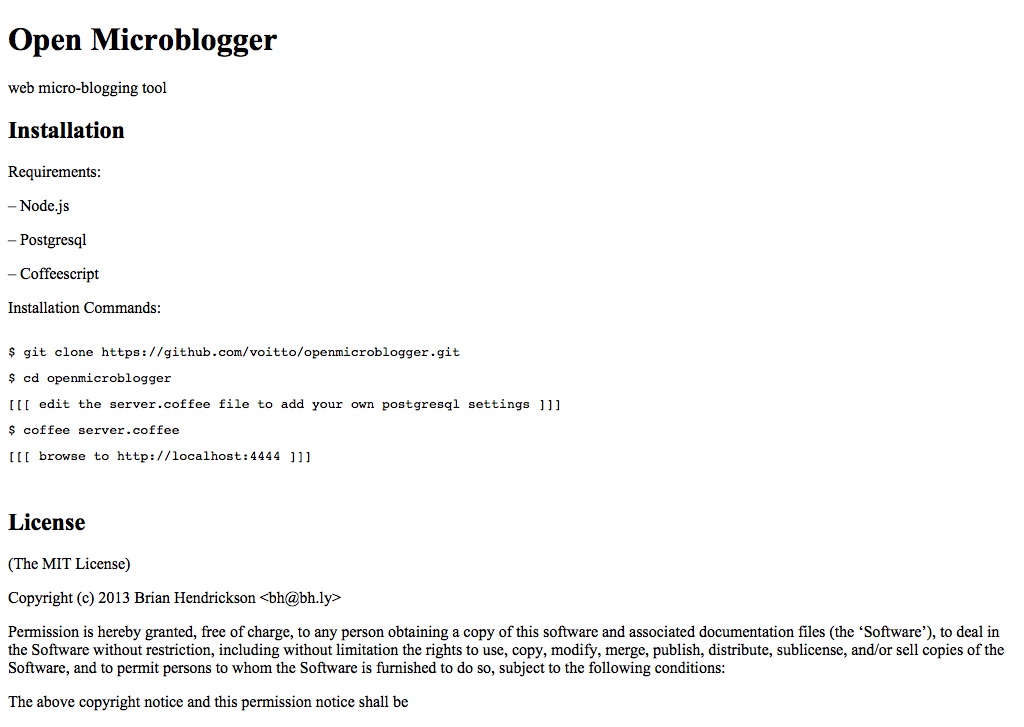 Open Microblogger
web micro-blogging tool
Installation
Requirements:
– Node.js
– Postgresql
– Coffeescript
Installation Commands:
$ git clone https://github.com/voitto/openmicroblogger.git
$ cd openmicroblogger
[[[ edit the server.coffee file to add your own postgresql settings ]]]
$ coffee server.coffee
[[[ browse to http://localhost:4444 ]]]
License
(The MIT License)
Copyright (c) 2013 Brian Hendrickson <bh@bh.ly>
Permission is hereby granted, free of charge, to any person obtaining a copy of this software and associated documentation files (the ‘Software’), to deal in
the Software without restriction, including without limitation the rights to use, copy, modify, merge, publish, distribute, sublicense, and/or sell copies of the
Software, and to permit persons to whom the Software is furnished to do so, subject to the following conditions:
The above copyright notice and this permission notice shall be